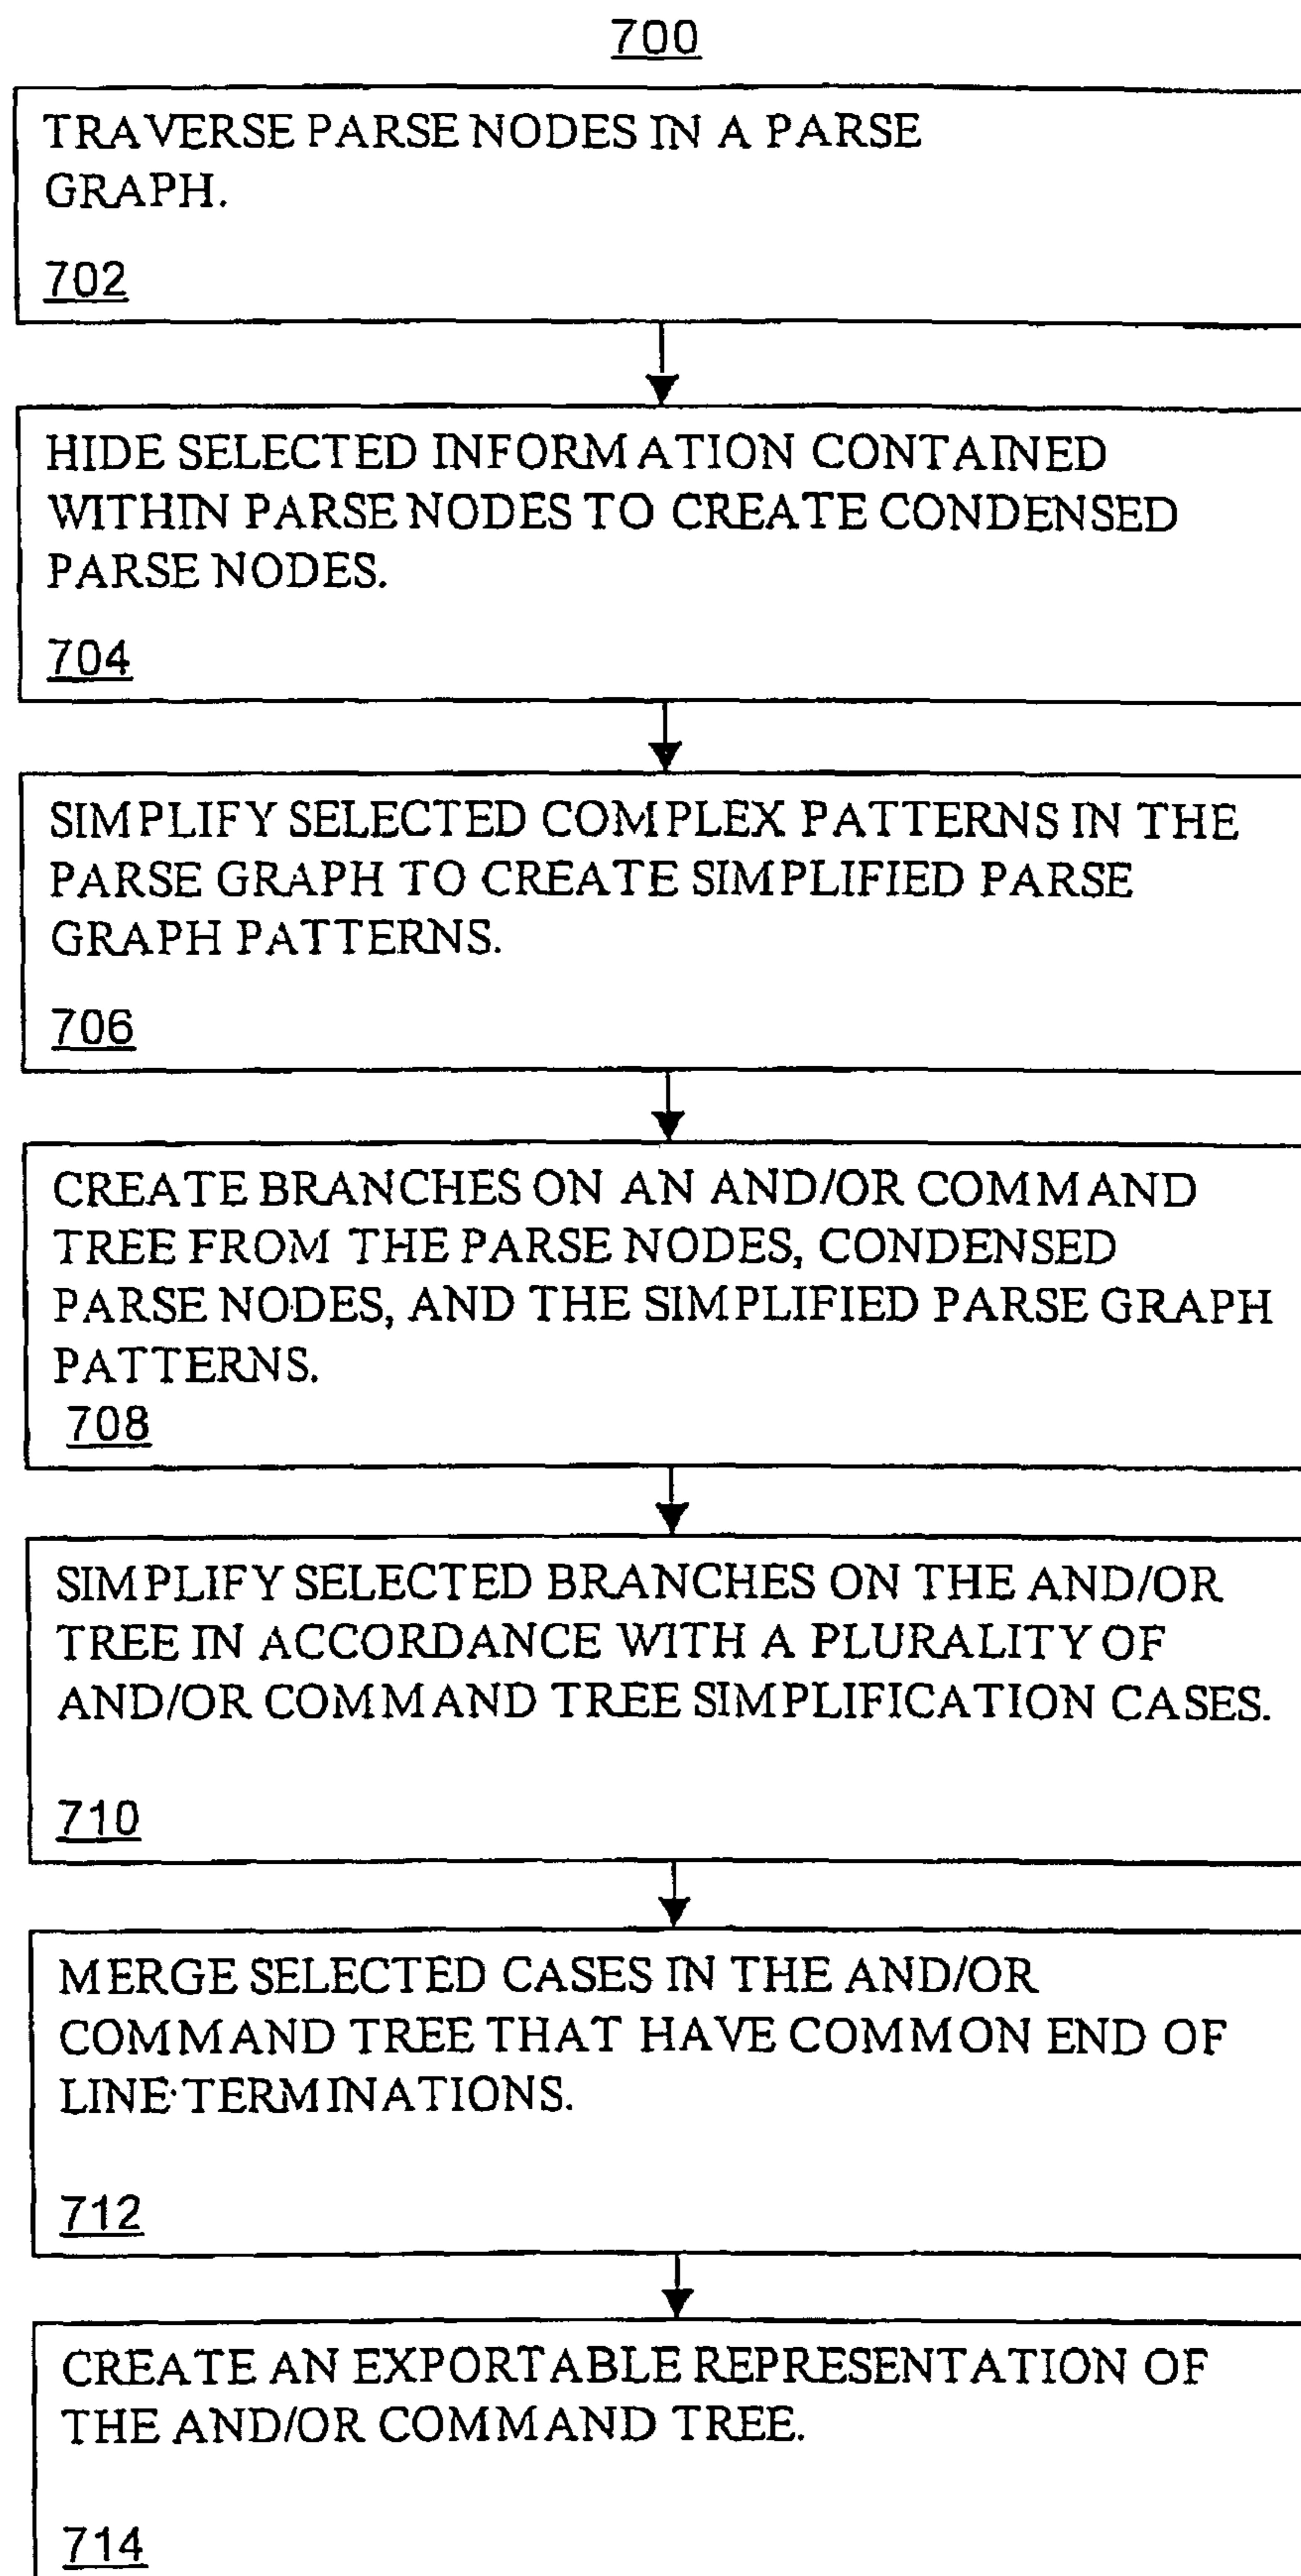 700
TRAVERSE PARSE NODES IN A PARSE
GRAPH.
702
HIDE SELECTED INFORMATION CONTAINED
WITHIN PARSE NODES TO CREATE CONDENSED
PARSE NODES.
704
SIMPLIFY SELECTED COMPLEX PATTERNS IN THE
PARSE GRAPH TO CREATE SIMPLIFIED PARSE
GRAPH PATTERNS.
706
CREATE BRANCHES ON AN AND/OR COMMAND
TREE FROM THE PARSE NODES, CONDENSED
PARSE NODES, AND THE SIMPLIFIED PARSE GRAPH
PATTERNS.
708
SIMPLIFY SELECTED BRANCHES ON THE AND/OR
TREE IN ACCORDANCE WITH A PLURALITY OF
AND/OR COMMAND TREE SIMPLIFICATION CASES.
710
MERGE SELECTED CASES IN THE AND/OR
COMMAND TREE THAT HAVE COMMON END OF
LINE TERMINATIONS.
712
CREATE AN EXPORTABLE REPRESENTATION OF
THE AND/OR COMMAND TREE.
714